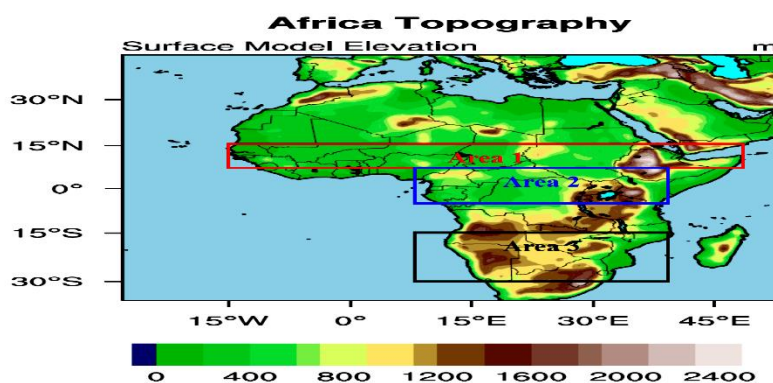 Africa Topography
Surface Model Elevation m
30°N
15°N
0°
15°S
30°S
Area 1
Area 2
Area 3
15°W 0° 15°E 30°E 45°E
0 400 800 1200 1600 2000 2400